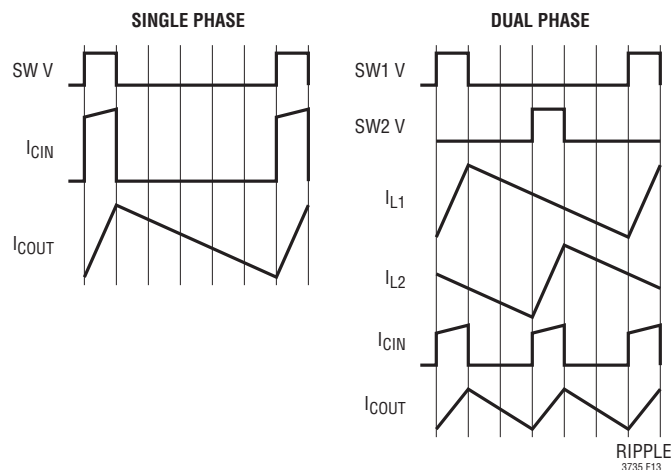 SINGLE PHASE
SW V
ICIN
ICOUT
DUAL PHASE
SW1 V
SW2 V
IL1
IL2
ICIN
ICOUT
RIPPLE
3735 F13